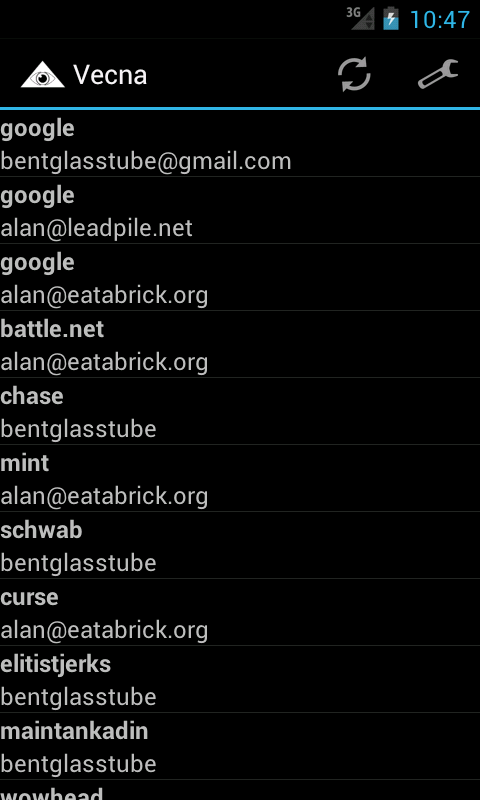 3G 10:47
Vecna
google
bentglasstube@gmail.com
google
alan@leadpile.net
google
alan@eatabrick.org
battle.net
alan@eatabrick.org
chase
bentglasstube
mint
alan@eatabrick.org
schwab
bentglasstube
curse
alan@eatabrick.org
elitistjerks
bentglasstube
maintankadin
bentglasstube
wowhead